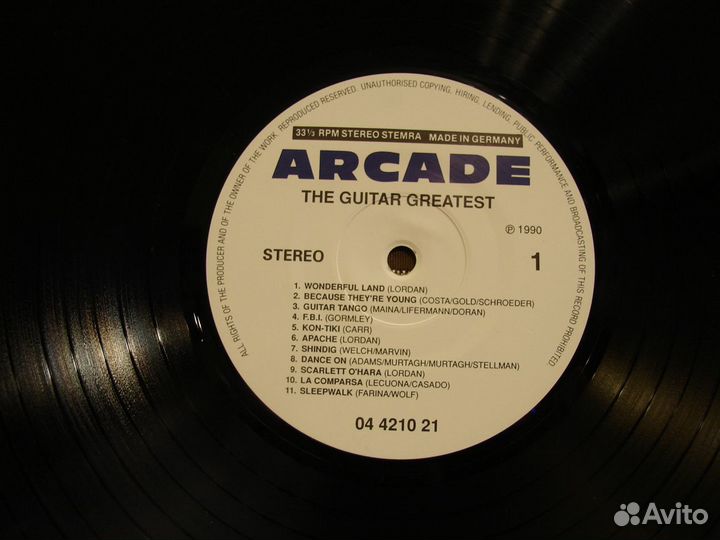 ALL RIGHTS OF THE PRODUCER AND OF THE OWNER OF THE WORK REPRODUCED RESERVED. UNAUTHORISED COPYING, HIRING, LENDING, PUBLIC PERFORMANCE AND BROADCASTING OF THIS RECORD PROHIBITED
33 1/3 RPM STEREO STEMRA MADE IN GERMANY
ARCADE
THE GUITAR GREATEST
℗ 1990
STEREO 1
1. WONDERFUL LAND (LORDAN)
2. BECAUSE THEY'RE YOUNG (COSTA/GOLD/SCHROEDER)
3. GUITAR TANGO (MAINA/LIFERMANN/DORAN)
4. F.B.I. (GORMLEY)
5. KON-TIKI (CARR)
6. APACHE (LORDAN)
7. SHINDIG (WELCH/MARVIN)
8. DANCE ON (ADAMS/MURTAGH/MURTAGH/STELLMAN)
9. SCARLETT O'HARA (LORDAN)
10. LA COMPARSA (LECUONA/CASADO)
11. SLEEPWALK (FARINA/WOLF)
04 4210 21
Avito